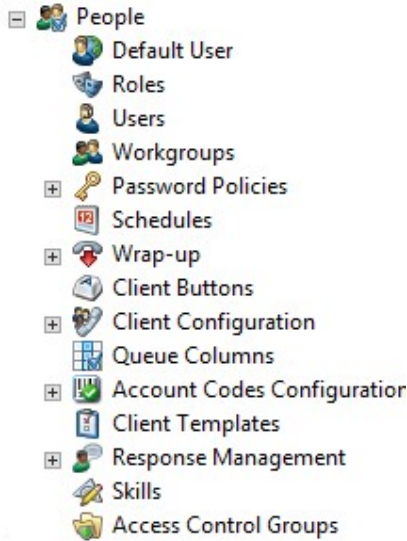 People
Default User
Roles
Users
Workgroups
Password Policies
Schedules
Wrap-up
Client Buttons
Client Configuration
Queue Columns
Account Codes Configuration
Client Templates
Response Management
Skills
Access Control Groups